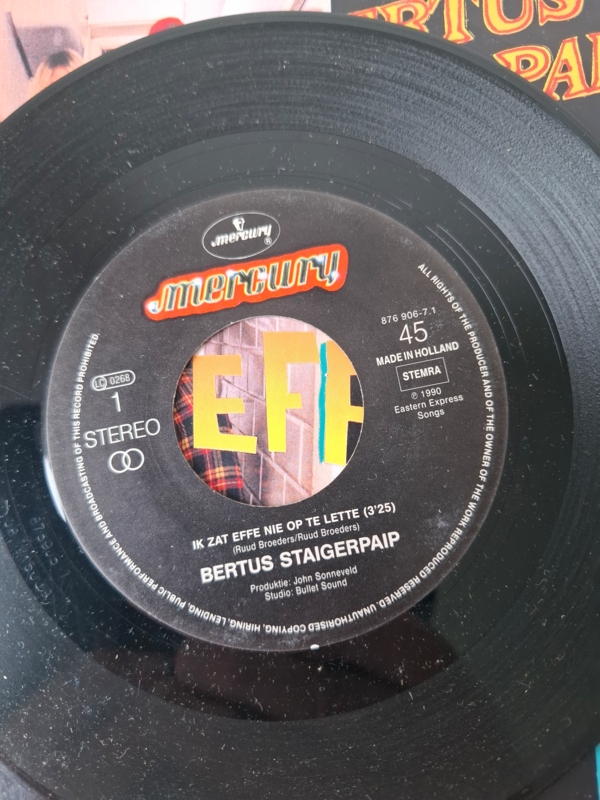 ERTUS
PAI
mercury ®
mercury
876 906-7.1
45
MADE IN HOLLAND
STEMRA
℗ 1990
Eastern Express
Songs
LC 0268
1
STEREO
EFF
IK ZAT EFFE NIE OP TE LETTE (3'25)
(Ruud Broeders/Ruud Broeders)
BERTUS STAIGERPAIP
Produktie: John Sonneveld
Studio: Bullet Sound
ALL RIGHTS OF THE PRODUCER AND OF THE OWNER OF THE WORK REPRODUCED RESERVED. UNAUTHORISED COPYING, HIRING, LENDING, PUBLIC PERFORMANCE AND BROADCASTING OF THIS RECORD PROHIBITED.